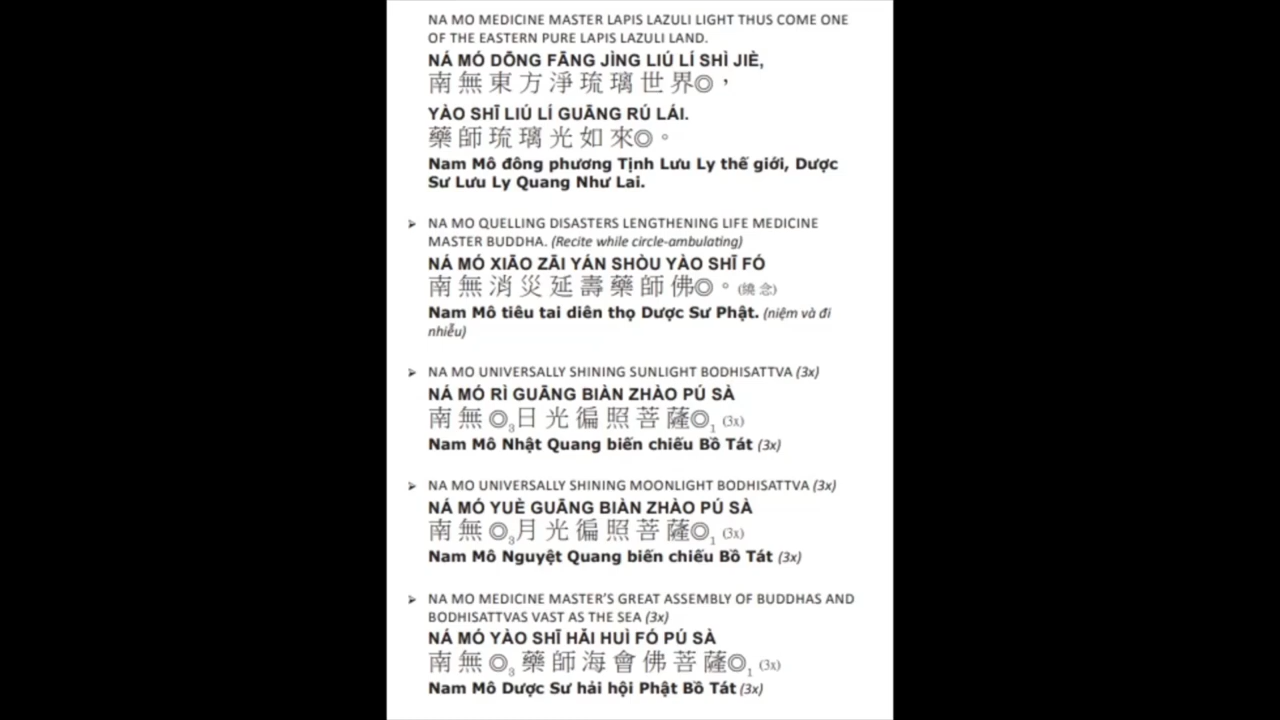 NA MO MEDICINE MASTER LAPIS LAZULI LIGHT THUS COME ONE
OF THE EASTERN PURE LAPIS LAZULI LAND.
NÁ MÓ DŌNG FĀNG JÌNG LIÚ LÍ SHÌ JIÈ,
南無東方淨琉璃世界◎，
YÀO SHĪ LIÚ LÍ GUĀNG RÚ LÁI.
藥師琉璃光如來◎。
Nam Mô đông phương Tịnh Lưu Ly thế giới, Dược
Sư Lưu Ly Quang Như Lai.
➢ NA MO QUELLING DISASTERS LENGTHENING LIFE MEDICINE
MASTER BUDDHA. (Recite while circle-ambulating)
NÁ MÓ XIĀO ZĀI YÁN SHÒU YÀO SHĪ FÓ
南無消災延壽藥師佛◎。(繞念)
Nam Mô tiêu tai diên thọ Dược Sư Phật. (niệm và đi
nhiễu)
➢ NA MO UNIVERSALLY SHINING SUNLIGHT BODHISATTVA (3x)
NÁ MÓ RÌ GUĀNG BIÀN ZHÀO PÚ SÀ
南無◎3日光徧照菩薩◎1 (3x)
Nam Mô Nhật Quang biến chiếu Bồ Tát (3x)
➢ NA MO UNIVERSALLY SHINING MOONLIGHT BODHISATTVA (3x)
NÁ MÓ YUÈ GUĀNG BIÀN ZHÀO PÚ SÀ
南無◎3月光徧照菩薩◎1 (3x)
Nam Mô Nguyệt Quang biến chiếu Bồ Tát (3x)
➢ NA MO MEDICINE MASTER’S GREAT ASSEMBLY OF BUDDHAS AND
BODHISATTVAS VAST AS THE SEA (3x)
NÁ MÓ YÀO SHĪ HǍI HUÌ FÓ PÚ SÀ
南無◎3藥師海會佛菩薩◎1 (3x)
Nam Mô Dược Sư hải hội Phật Bồ Tát (3x)